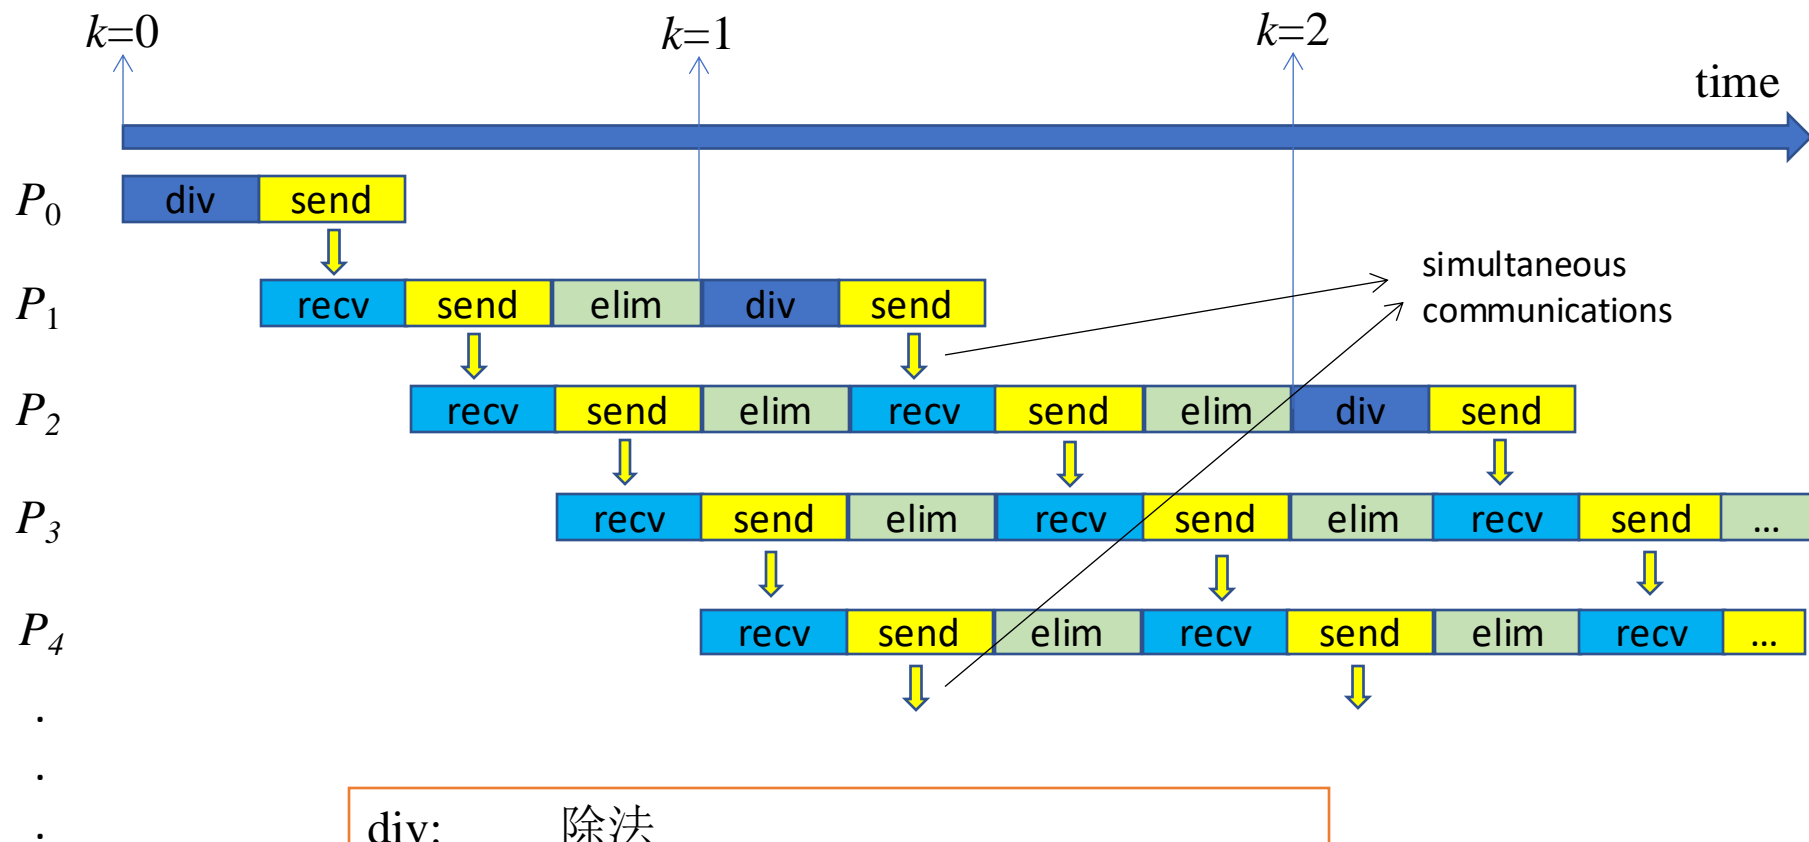 k=0 k=1 k=2
time
P0 div send
simultaneous
communications
P1 recv send elim div send
P2 recv send elim recv send elim div send
P3 recv send elim recv send elim recv send ...
P4 recv send elim recv send elim recv ...
.
.
.
div: 除法